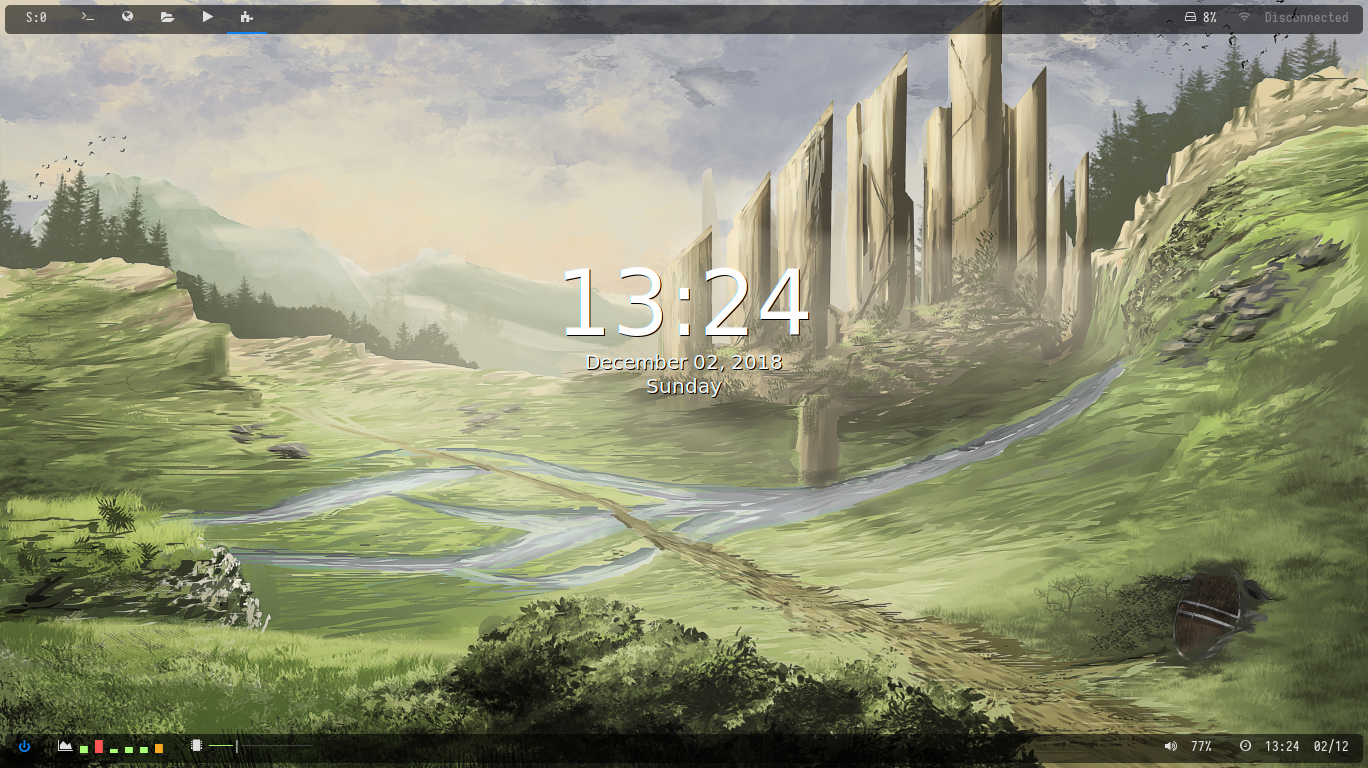 S:0
8% Disconnected
13:24
December 02, 2018
Sunday
77% 13:24 02/12